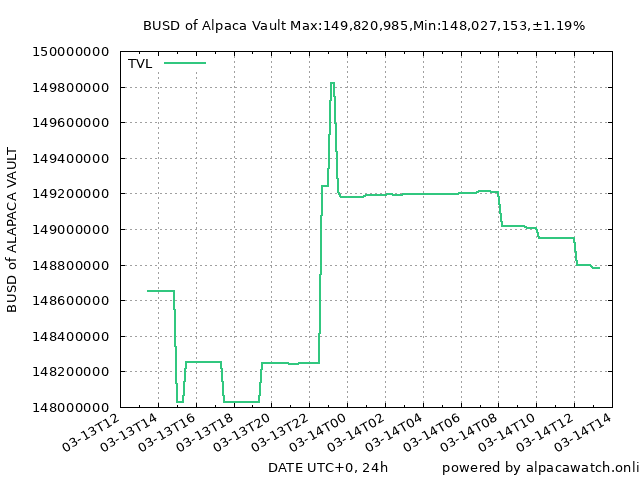 BUSD of Alpaca Vault Max:149,820,985,Min:148,027,153,±1.19%
TVL
150000000
149800000
149600000
149400000
149200000
149000000
148800000
148600000
148400000
148200000
148000000
BUSD of ALAPACA VAULT
03-13T12
03-13T14
03-13T16
03-13T18
03-13T20
03-13T22
03-14T00
03-14T02
03-14T04
03-14T06
03-14T08
03-14T10
03-14T12
03-14T14
DATE UTC+0, 24h
powered by alpacawatch.onli